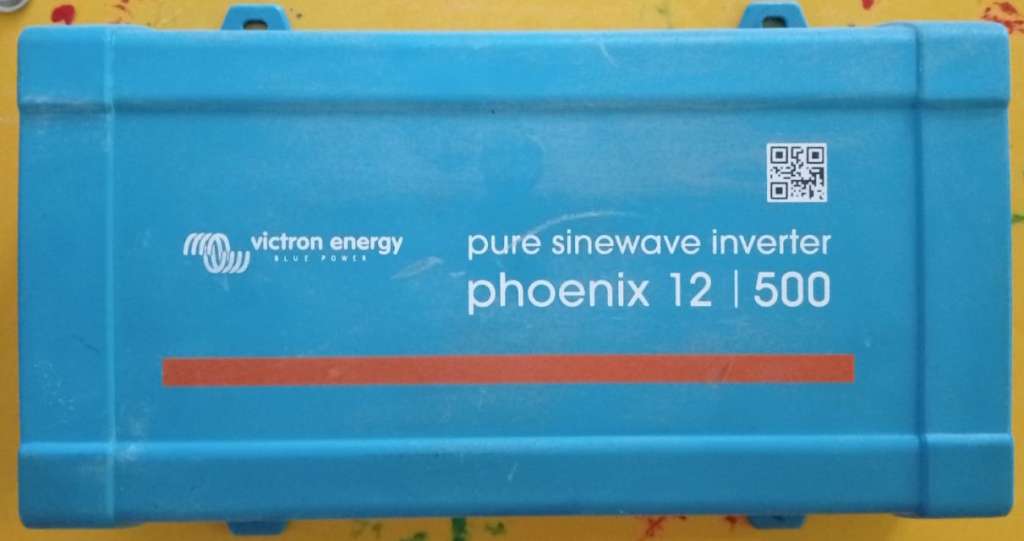 victron energy
BLUE POWER
pure sinewave inverter
phoenix 12 | 500